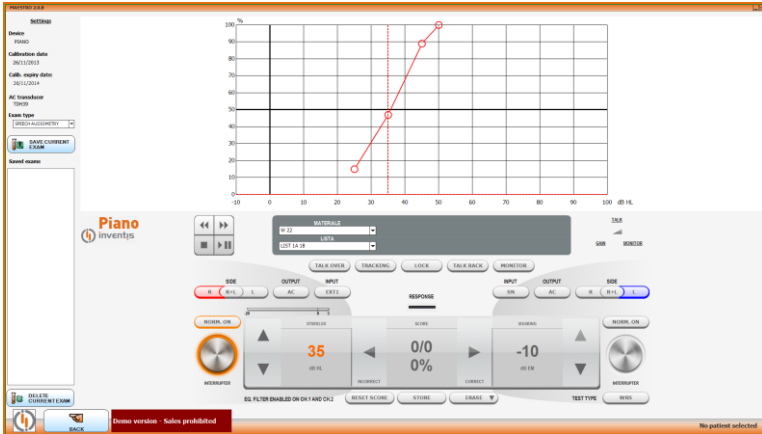 MAESTRO 2.0.8
Settings
Device
PIANO
Calibration date
26/11/2013
Calib. expiry date
26/11/2014
AC transducer
TDH39
Exam type
SPEECH AUDIOMETRY
SAVE CURRENT
EXAM
Saved exams
DELETE
CURRENT EXAM
BACK
Demo version - Sales prohibited
No patient selected
%
100
90
80
70
60
50
40
30
20
10
0
-10 0 10 20 30 40 50 60 70 80 90 100 dB HL
Piano
inventis
MATERIALE
W 22
LISTA
LIST 1A 18
TALK
GAIN MONITOR
TALK OVER TRACKING LOCK TALK BACK MONITOR
SIDE OUTPUT INPUT
R R+L L AC EXT1
RESPONSE
INPUT OUTPUT SIDE
SN AC R R+L L
NORM. ON
STIMULUS
35
dB HL
INTERRUPTER
SCORE
0/0
0%
INCORRECT CORRECT
MASKING
-10
dB EM
NORM. ON
INTERRUPTER
EQ. FILTER ENABLED ON CH.1 AND CH.2
RESET SCORE STORE ERASE
TEST TYPE WRS